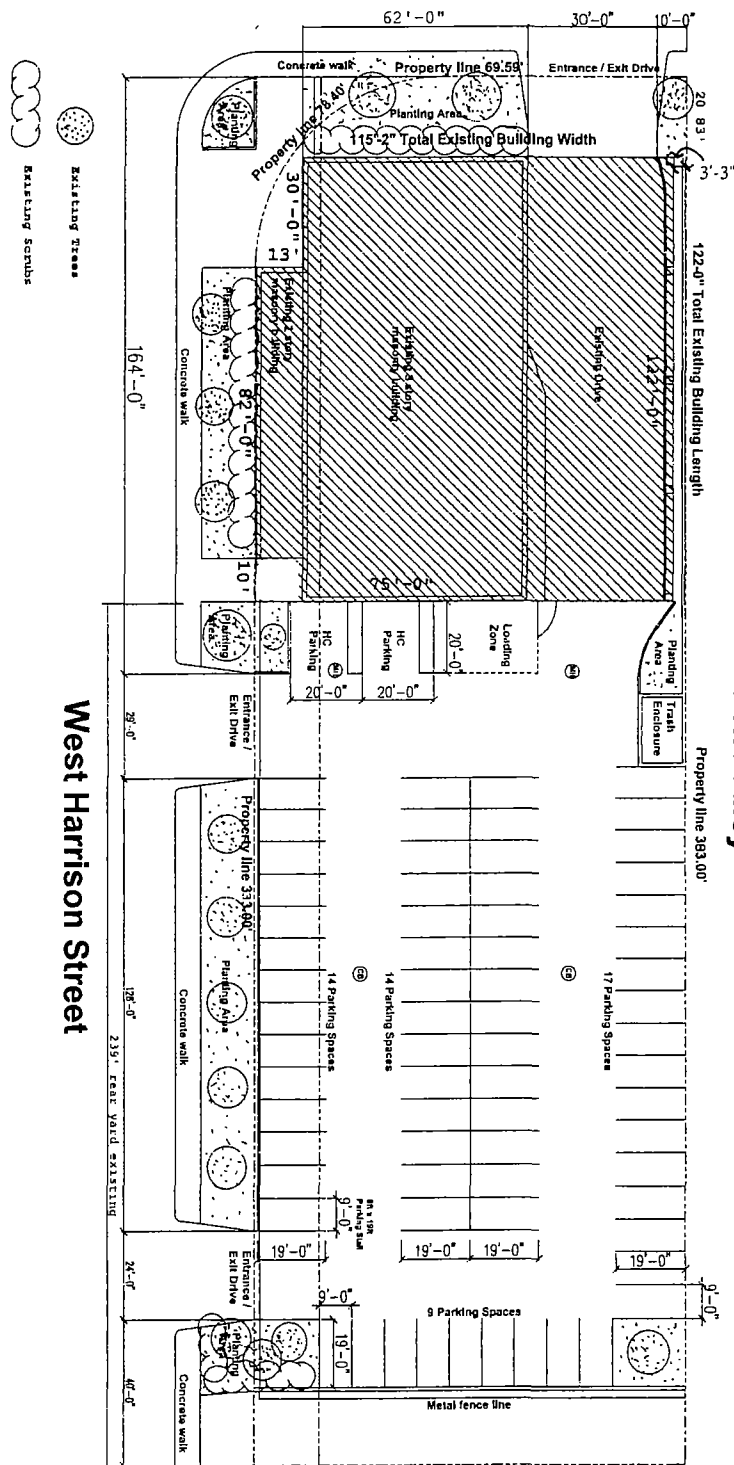 62'-0"
30'-0"
10'-0"
Concrete walk
Property line 69.59'
Entrance / Exit Drive
20 83'
Planting
Area
Planting Area
115'-2" Total Existing Building Width
3'-3"
Property line 78.40'
30'-0"
13'
122-0" Total Existing Building Length
Existing Trees
Existing Scrubs
164'-0"
Concrete walk
Planting Area
82'-0"
10'
Existing 2 story
masonry building
Existing 3 story
masonry building
Existing Drive
122'-0"
75'-0"
Planting
Area
HC
Parking
HC
Parking
20'-0"
Loading
Zone
Planting
Area
MH
MH
20'-0"
20'-0"
Trash
Enclosure
Property line 383.00'
29'-0"
Entrance /
Exit Drive
West Harrison Street
Property line 333.00'
Planting Area
128'-0"
Concrete walk
239' rear yard existing
14 Parking Spaces
CB
14 Parking Spaces
CB
17 Parking Spaces
9'-0"
19'-0"
19'-0"
19'-0"
19'-0"
9'-0"
24'-0"
Entrance /
Exit Drive
9'-0"
9 Parking Spaces
19'-0"
Planting
Area
40'-0"
Concrete walk
Metal fence line